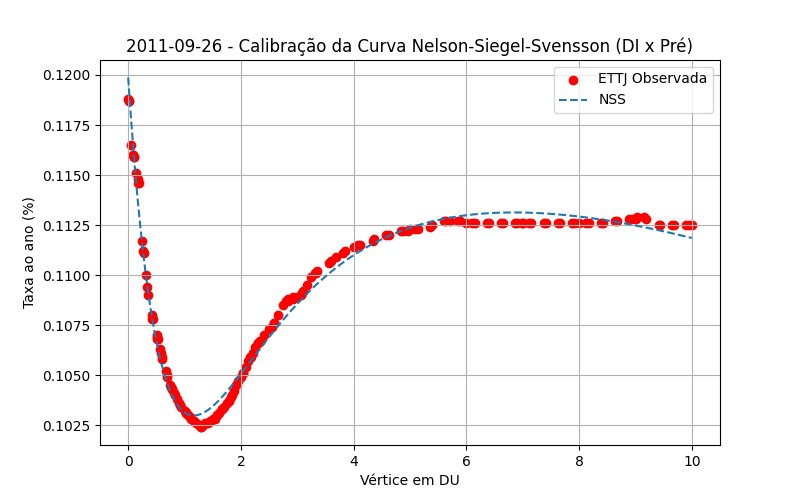 2011-09-26 - Calibração da Curva Nelson-Siegel-Svensson (DI x Pré)
ETTJ Observada
NSS
Taxa ao ano (%)
0.1200
0.1175
0.1150
0.1125
0.1100
0.1075
0.1050
0.1025
0 2 4 6 8 10
Vértice em DU